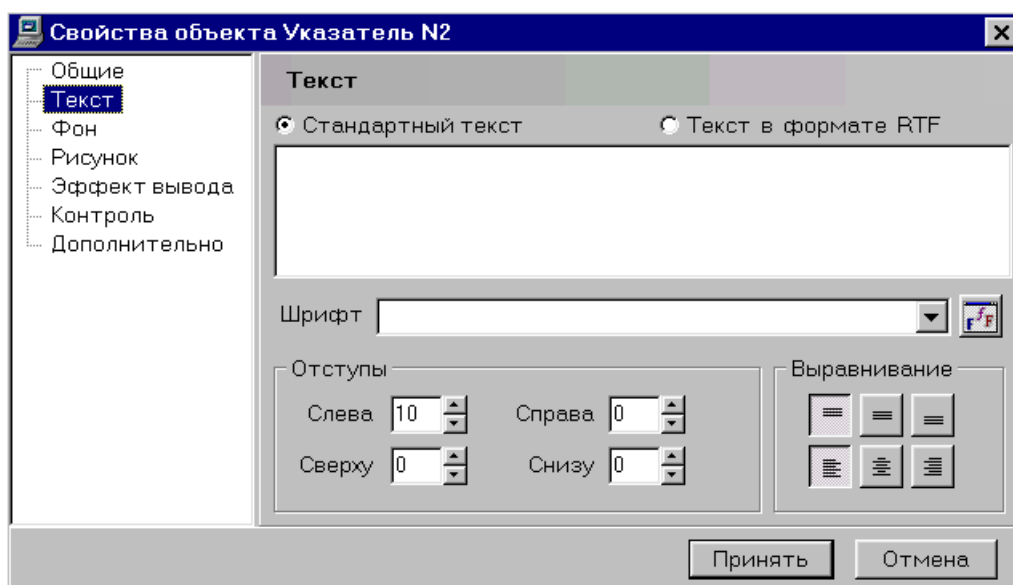 Свойства объекта Указатель N2
Общие
Текст
Фон
Рисунок
Эффект вывода
Контроль
Дополнительно
Текст
Стандартный текст Текст в формате RTF
Шрифт
Отступы
Слева 10 Справа 0
Сверху 0 Снизу 0
Выравнивание
Принять Отмена